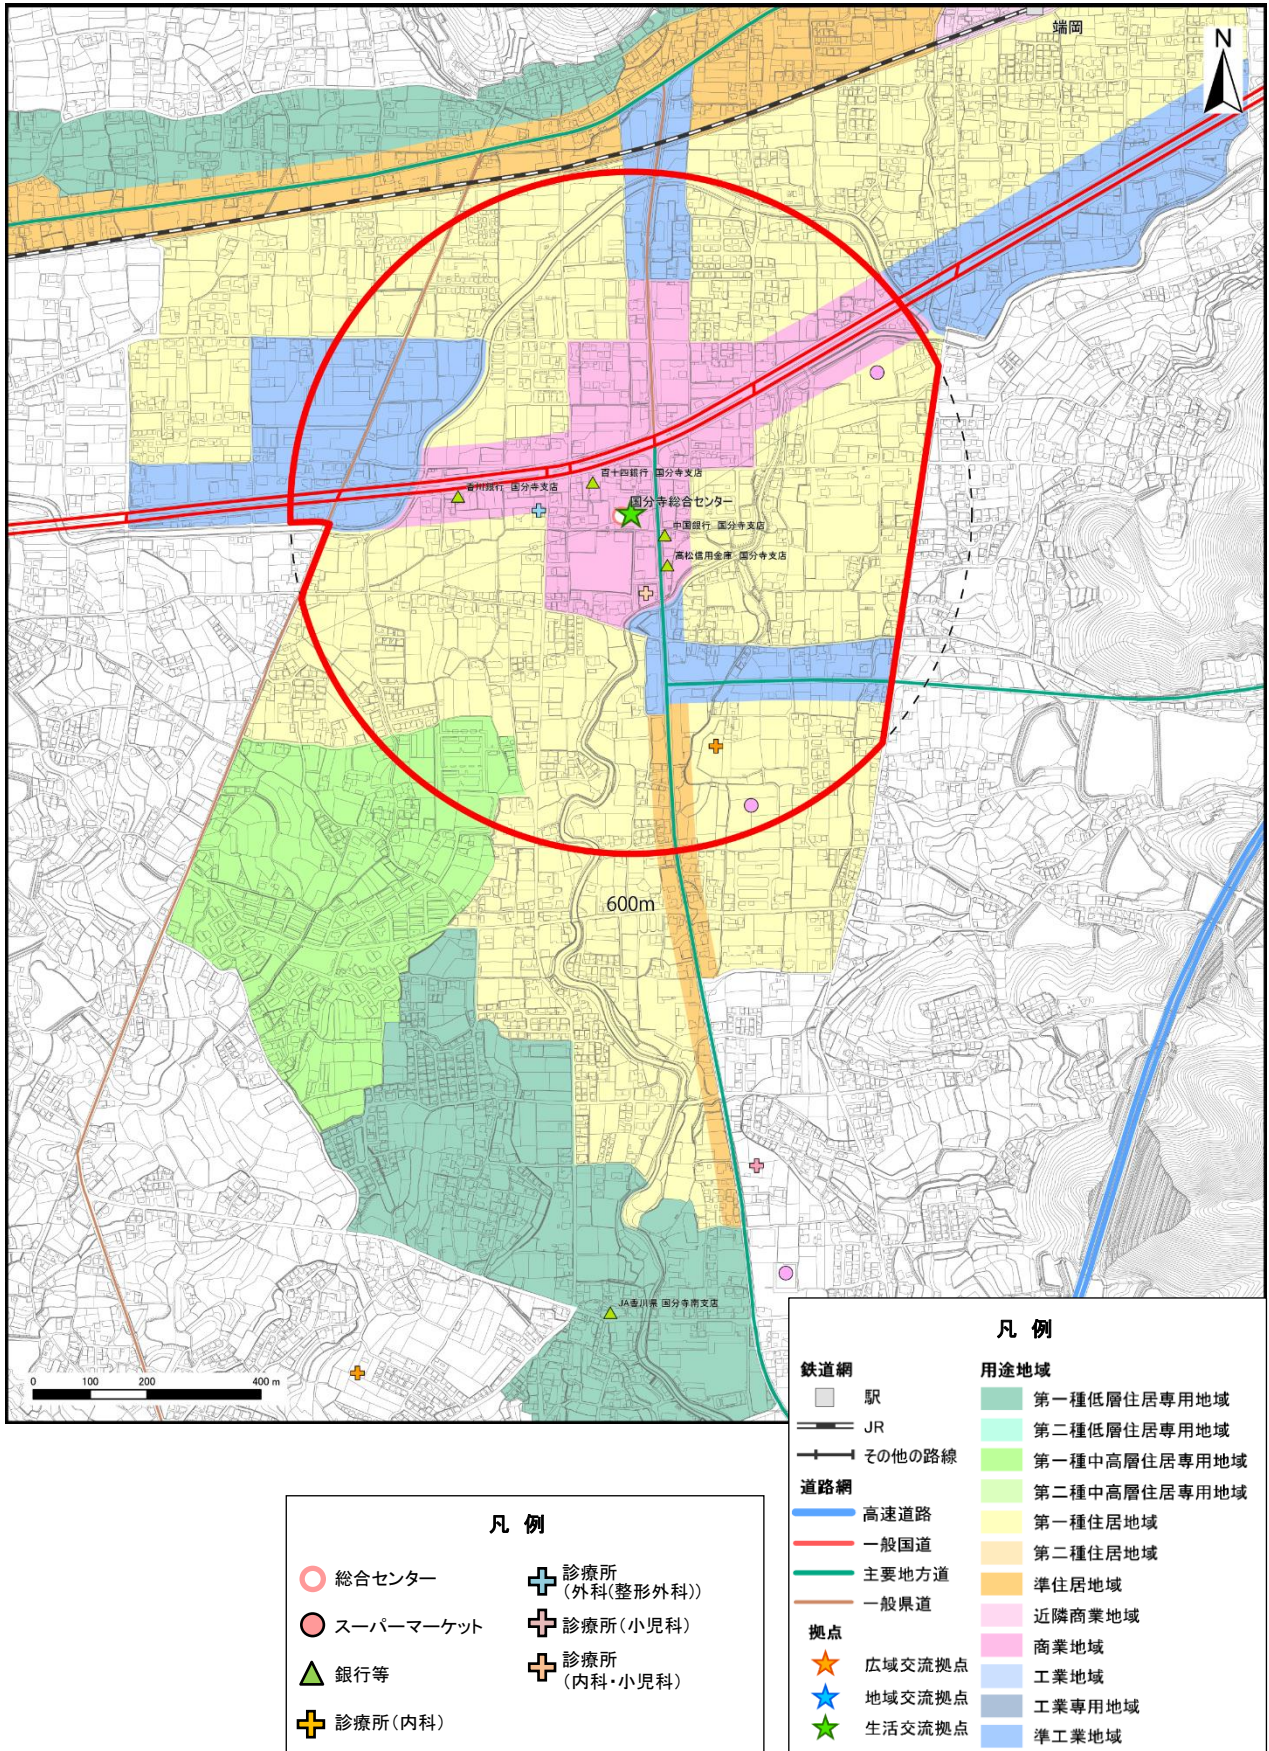 端岡
N
百十四銀行 国分寺支店
香川銀行 国分寺支店
国分寺総合センター
中国銀行 国分寺支店
高松信用金庫 国分寺支店
600m
JA香川県 国分寺南支店
0 100 200 400 m
凡 例
鉄道網
駅
JR
その他の路線
道路網
高速道路
一般国道
主要地方道
一般県道
拠点
広域交流拠点
地域交流拠点
生活交流拠点
用途地域
第一種低層住居専用地域
第二種低層住居専用地域
第一種中高層住居専用地域
第二種中高層住居専用地域
第一種住居地域
第二種住居地域
準住居地域
近隣商業地域
商業地域
工業地域
工業専用地域
準工業地域
凡 例
総合センター
スーパーマーケット
銀行等
診療所(内科)
診療所
(外科(整形外科))
診療所(小児科)
診療所
(内科・小児科)